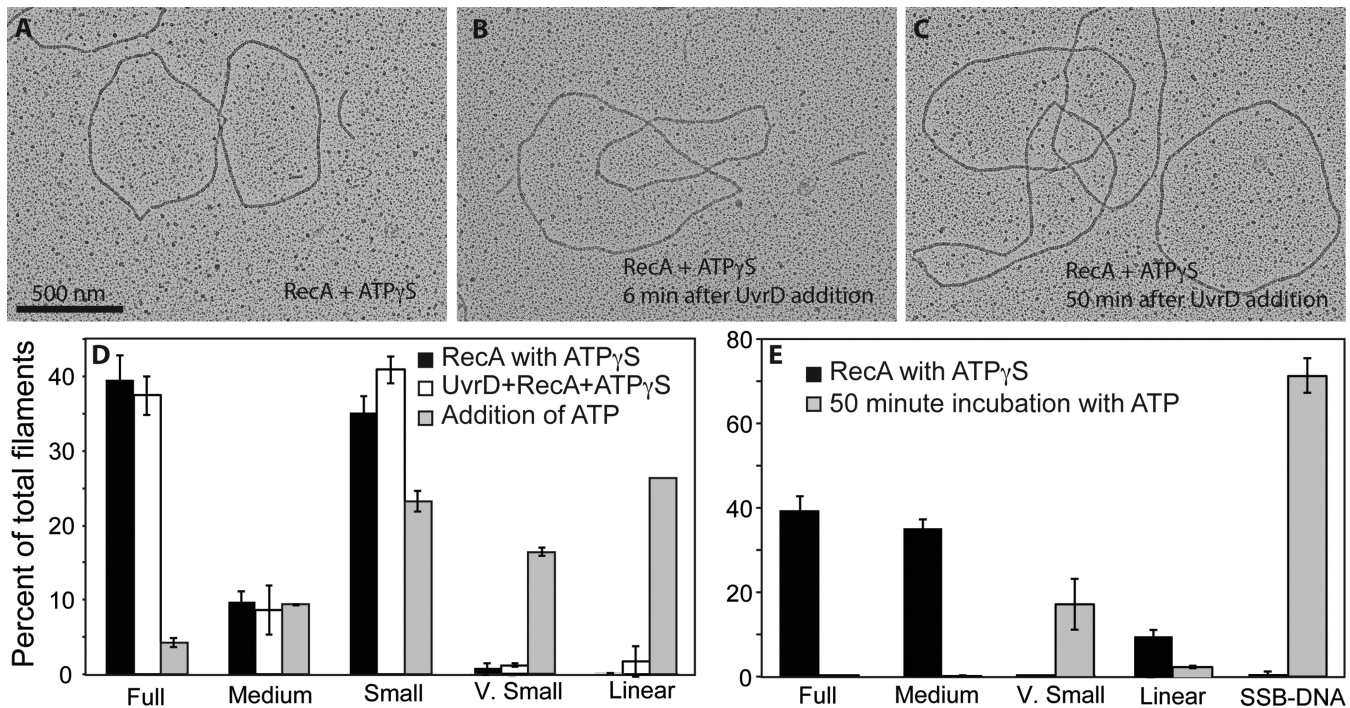 A
B
C
500 nm
RecA + ATPγS
RecA + ATPγS
6 min after UvrD addition
RecA + ATPγS
50 min after UvrD addition
D
Percent of total filaments
40
30
20
10
0
RecA with ATPγS
UvrD+RecA+ATPγS
Addition of ATP
Full
Medium
Small
V. Small
Linear
E
80
60
40
20
0
RecA with ATPγS
50 minute incubation with ATP
Full
Medium
V. Small
Linear
SSB-DNA